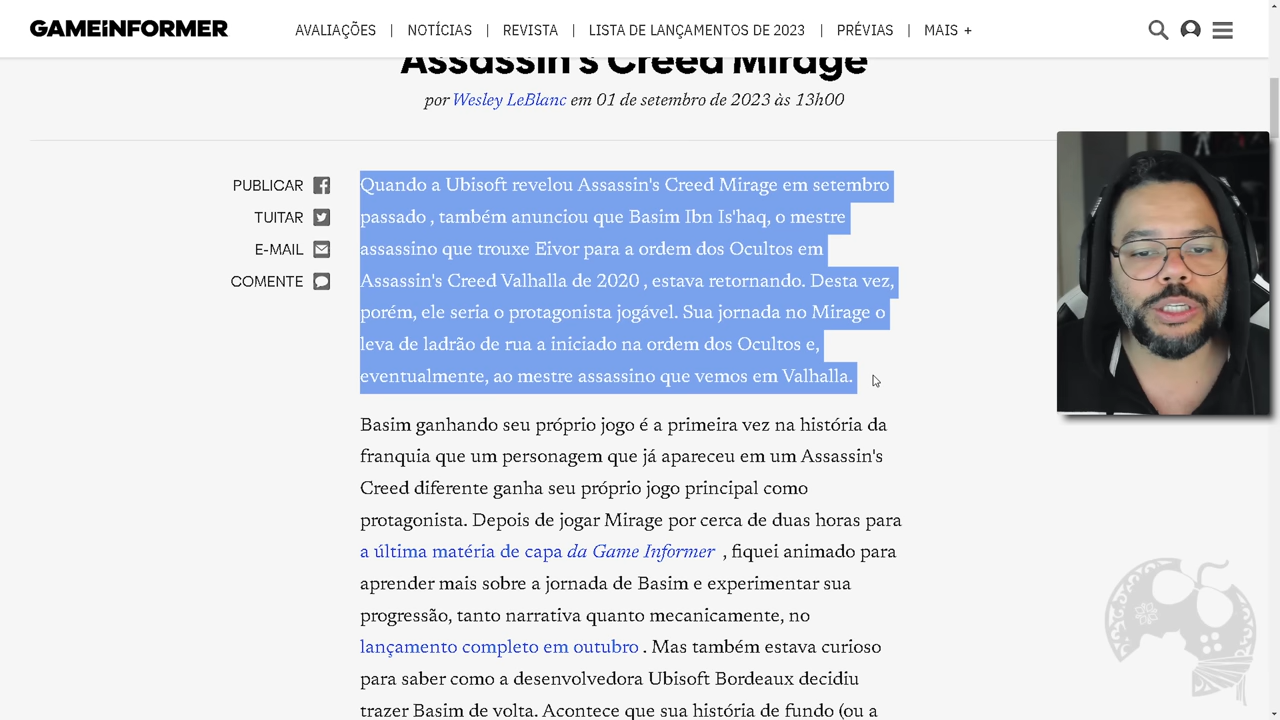 GAMEiNFORMER
AVALIAÇÕES | NOTÍCIAS | REVISTA | LISTA DE LANÇAMENTOS DE 2023 | PRÉVIAS | MAIS +
Assassin's Creed Mirage
por Wesley LeBlanc em 01 de setembro de 2023 às 13h00
PUBLICAR
TUITAR
E-MAIL
COMENTE
Quando a Ubisoft revelou Assassin's Creed Mirage em setembro
passado , também anunciou que Basim Ibn Is'haq, o mestre
assassino que trouxe Eivor para a ordem dos Ocultos em
Assassin's Creed Valhalla de 2020 , estava retornando. Desta vez,
porém, ele seria o protagonista jogável. Sua jornada no Mirage o
leva de ladrão de rua a iniciado na ordem dos Ocultos e,
eventualmente, ao mestre assassino que vemos em Valhalla.
Basim ganhando seu próprio jogo é a primeira vez na história da
franquia que um personagem que já apareceu em um Assassin's
Creed diferente ganha seu próprio jogo principal como
protagonista. Depois de jogar Mirage por cerca de duas horas para
a última matéria de capa da Game Informer , fiquei animado para
aprender mais sobre a jornada de Basim e experimentar sua
progressão, tanto narrativa quanto mecanicamente, no
lançamento completo em outubro . Mas também estava curioso
para saber como a desenvolvedora Ubisoft Bordeaux decidiu
trazer Basim de volta. Acontece que sua história de fundo (ou a